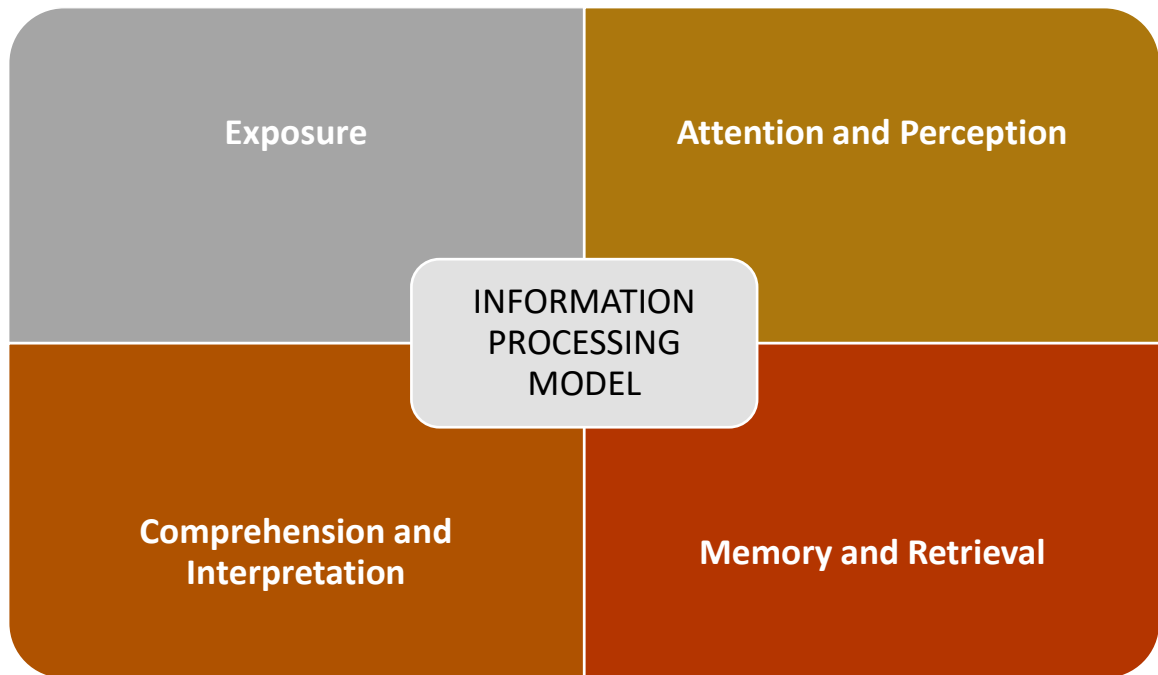 Exposure
Attention and Perception
INFORMATION
PROCESSING
MODEL
Comprehension and
Interpretation
Memory and Retrieval